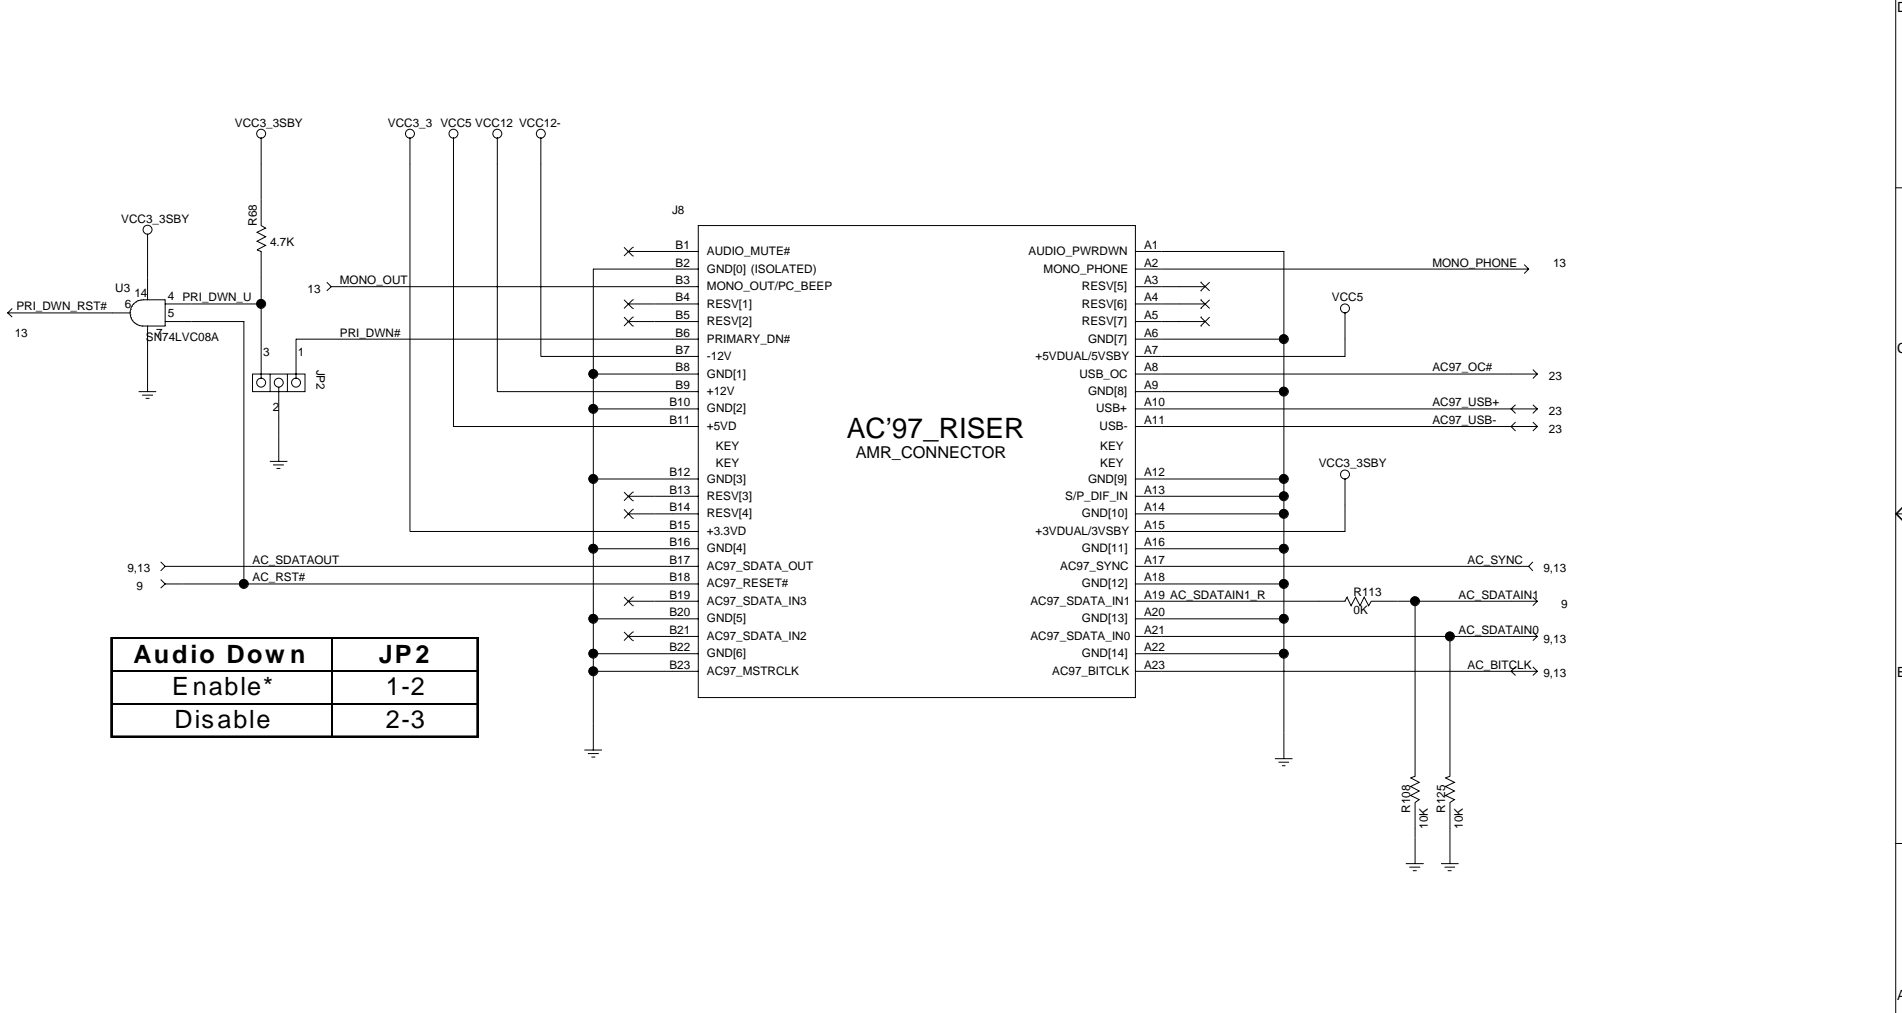 D
VCC3_3SBY
VCC3_3 VCC5 VCC12 VCC12-
VCC3_3SBY
R68
4.7K
U3
14
4
PRI_DWN_U
5
6
PRI_DWN_RST#
13
7
SN74LVC08A
3
1
JP2
2
MONO_OUT
13
PRI_DWN#
AC_SDATAOUT
9,13
AC_RST#
9
J8
AC'97_RISER
AMR_CONNECTOR
B1 AUDIO_MUTE#
B2 GND[0] (ISOLATED)
B3 MONO_OUT/PC_BEEP
B4 RESV[1]
B5 RESV[2]
B6 PRIMARY_DN#
B7 -12V
B8 GND[1]
B9 +12V
B10 GND[2]
B11 +5VD
KEY
KEY
B12 GND[3]
B13 RESV[3]
B14 RESV[4]
B15 +3.3VD
B16 GND[4]
B17 AC97_SDATA_OUT
B18 AC97_RESET#
B19 AC97_SDATA_IN3
B20 GND[5]
B21 AC97_SDATA_IN2
B22 GND[6]
B23 AC97_MSTRCLK
AUDIO_PWRDWN A1
MONO_PHONE A2
RESV[5] A3
RESV[6] A4
RESV[7] A5
GND[7] A6
+5VDUAL/5VSBY A7
USB_OC A8
GND[8] A9
USB+ A10
USB- A11
KEY
KEY
GND[9] A12
S/P_DIF_IN A13
GND[10] A14
+3VDUAL/3VSBY A15
GND[11] A16
AC97_SYNC A17
GND[12] A18
AC97_SDATA_IN1 A19 AC_SDATAIN1_R
GND[13] A20
AC97_SDATA_IN0 A21
GND[14] A22
AC97_BITCLK A23
MONO_PHONE 13
VCC5
AC97_OC# 23
AC97_USB+ 23
AC97_USB- 23
VCC3_3SBY
AC_SYNC 9,13
R113
0K
AC_SDATAIN1 9
AC_SDATAIN0 9,13
AC_BITCLK 9,13
R108
10K
R125
10K
Audio Down JP2
Enable* 1-2
Disable 2-3
C
B
A